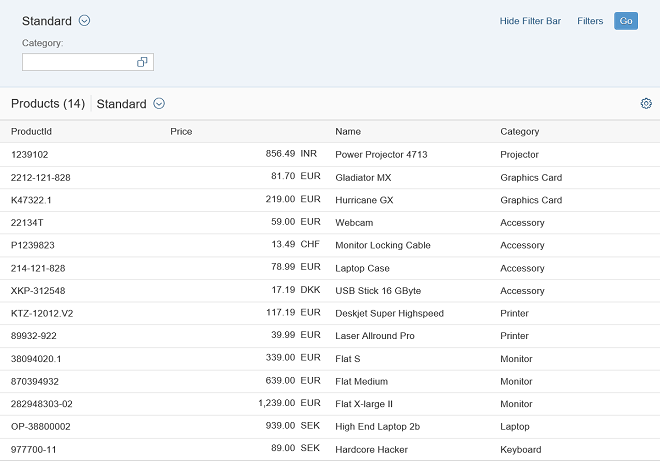 Standard Hide Filter Bar Filters Go
Category:
Products (14) Standard
ProductId Price Name Category
1239102 856.49 INR Power Projector 4713 Projector
2212-121-828 81.70 EUR Gladiator MX Graphics Card
K47322.1 219.00 EUR Hurricane GX Graphics Card
22134T 59.00 EUR Webcam Accessory
P1239823 13.49 CHF Monitor Locking Cable Accessory
214-121-828 78.99 EUR Laptop Case Accessory
XKP-312548 17.19 DKK USB Stick 16 GByte Accessory
KTZ-12012.V2 117.19 EUR Deskjet Super Highspeed Printer
89932-922 39.99 EUR Laser Allround Pro Printer
38094020.1 339.00 EUR Flat S Monitor
870394932 639.00 EUR Flat Medium Monitor
282948303-02 1,239.00 EUR Flat X-large II Monitor
OP-38800002 939.00 SEK High End Laptop 2b Laptop
977700-11 89.00 SEK Hardcore Hacker Keyboard